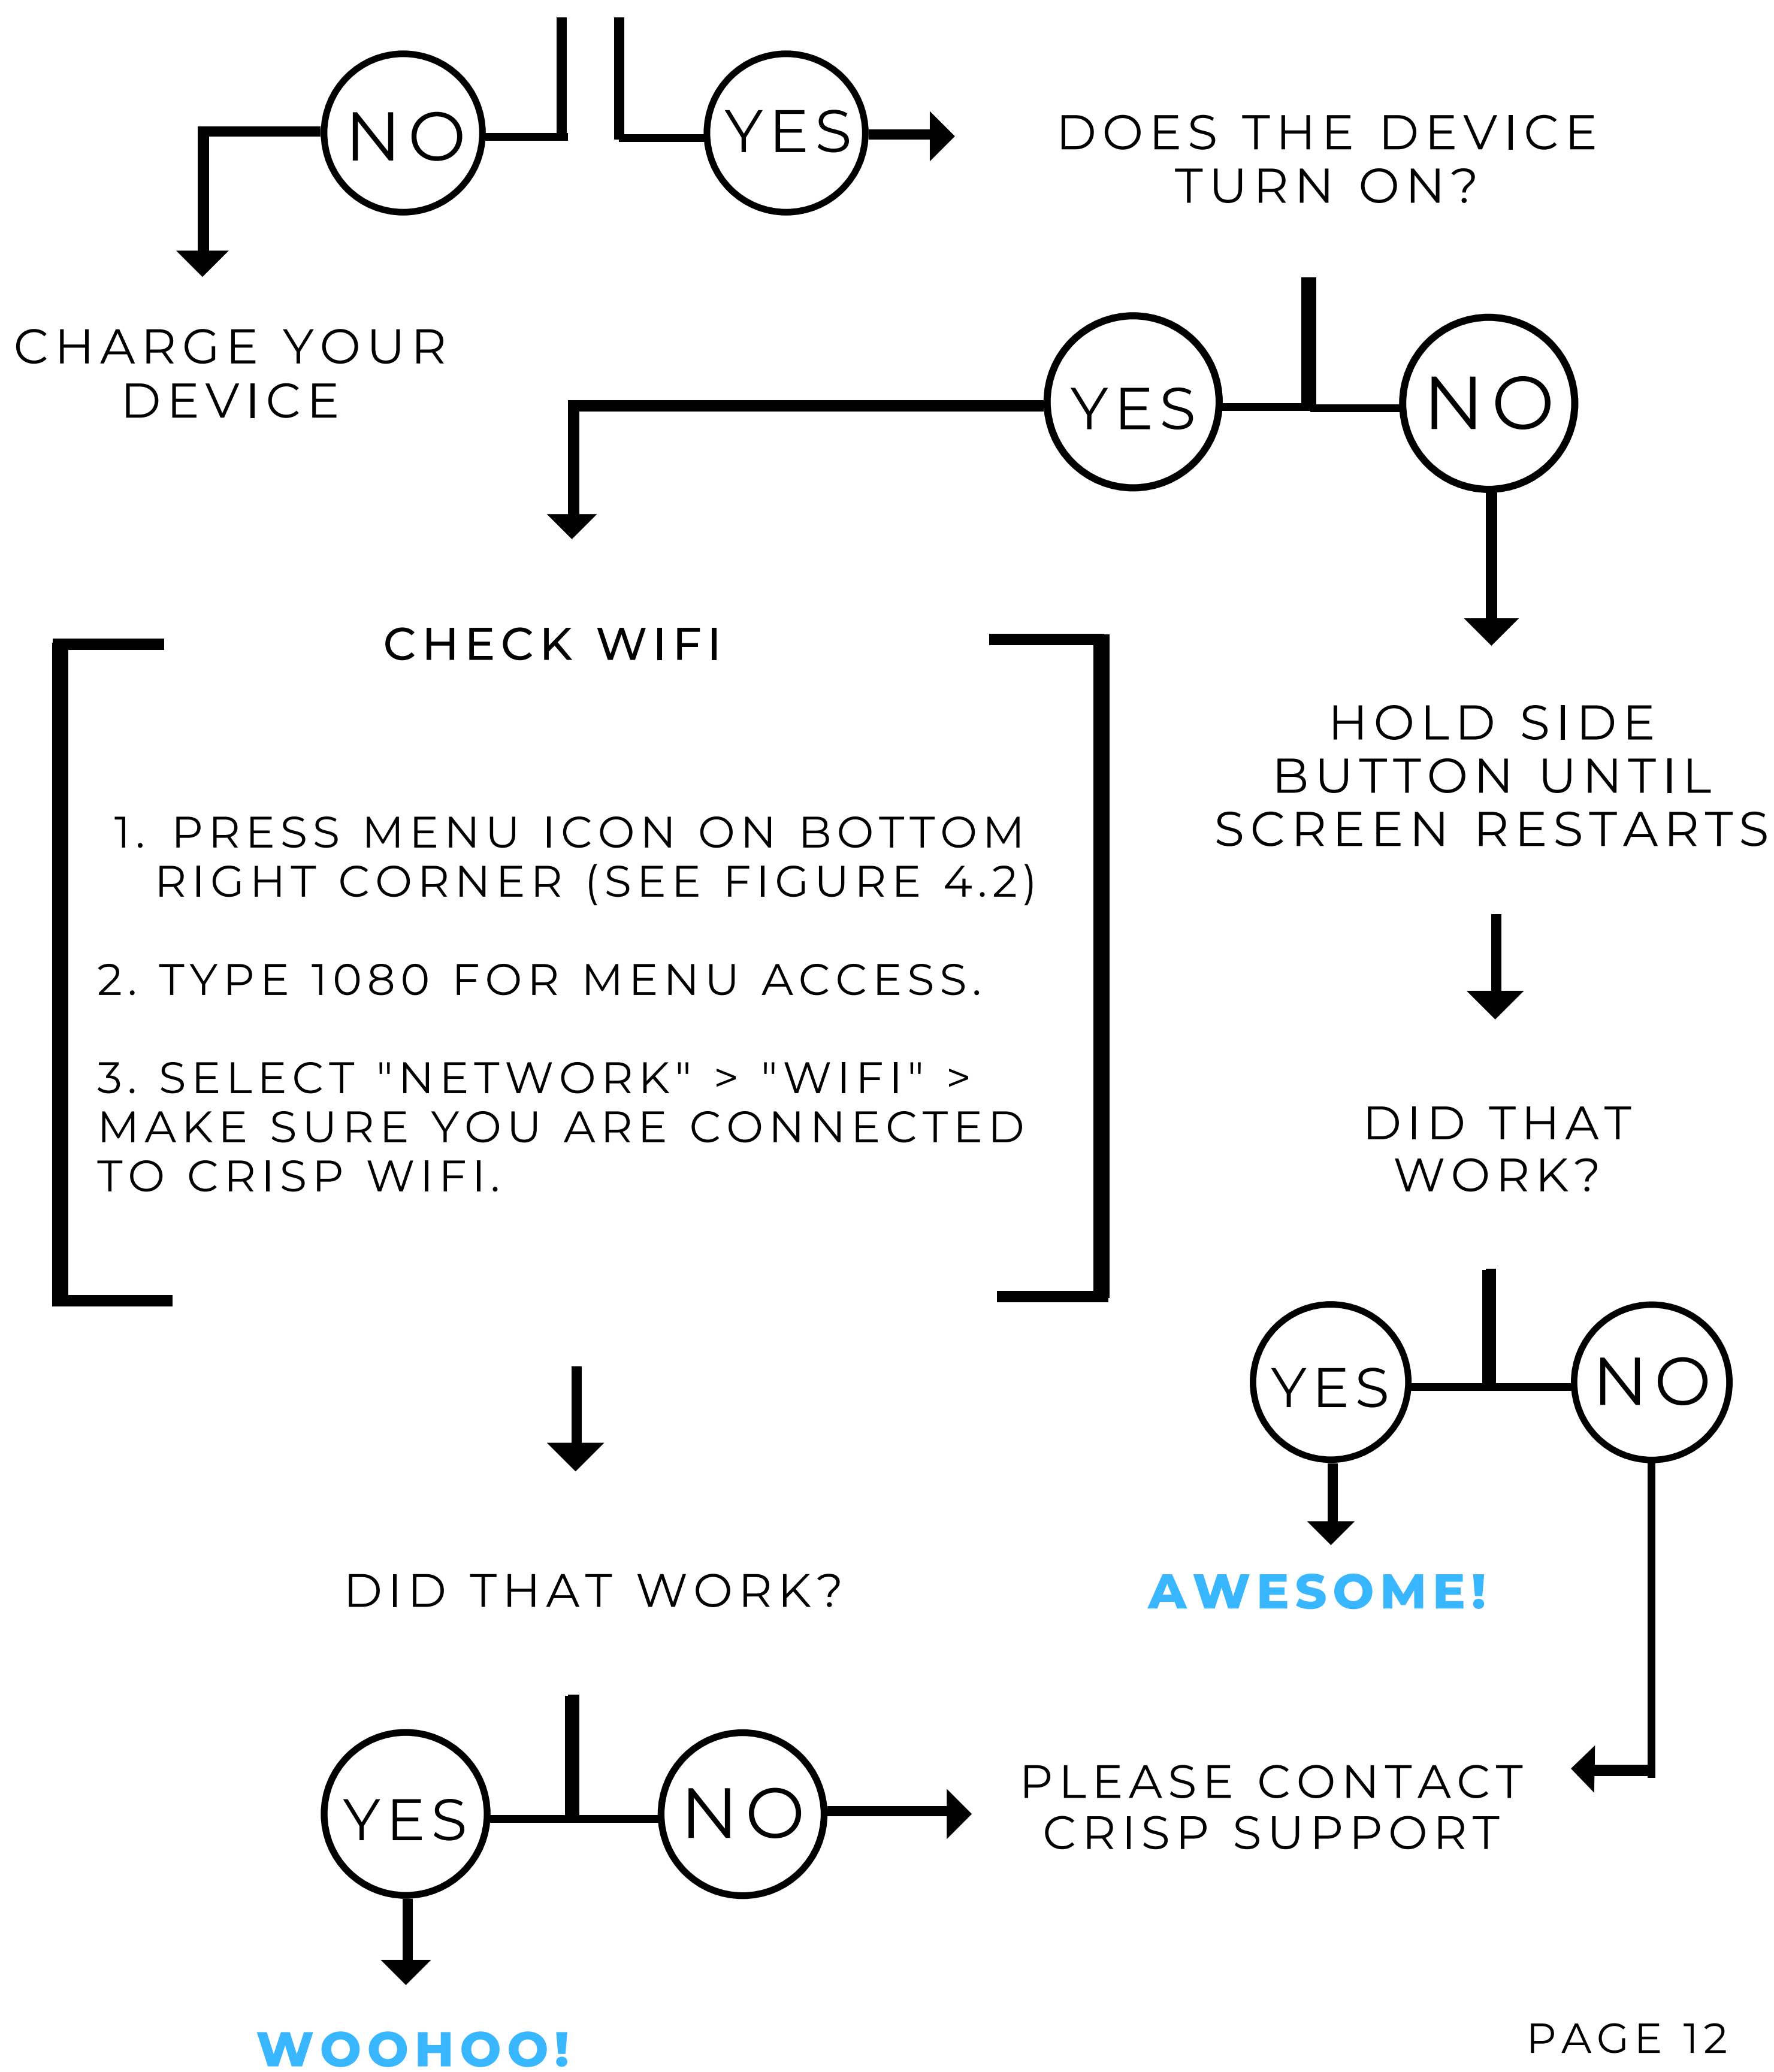 NO
YES
DOES THE DEVICE
TURN ON?
CHARGE YOUR
DEVICE
YES
NO
CHECK WIFI
1. PRESS MENU ICON ON BOTTOM
RIGHT CORNER (SEE FIGURE 4.2)
2. TYPE 1080 FOR MENU ACCESS.
3. SELECT "NETWORK" > "WIFI" >
MAKE SURE YOU ARE CONNECTED
TO CRISP WIFI.
HOLD SIDE
BUTTON UNTIL
SCREEN RESTARTS
DID THAT
WORK?
YES
NO
AWESOME!
DID THAT WORK?
YES
NO
PLEASE CONTACT
CRISP SUPPORT
WOOHOO!
PAGE 12